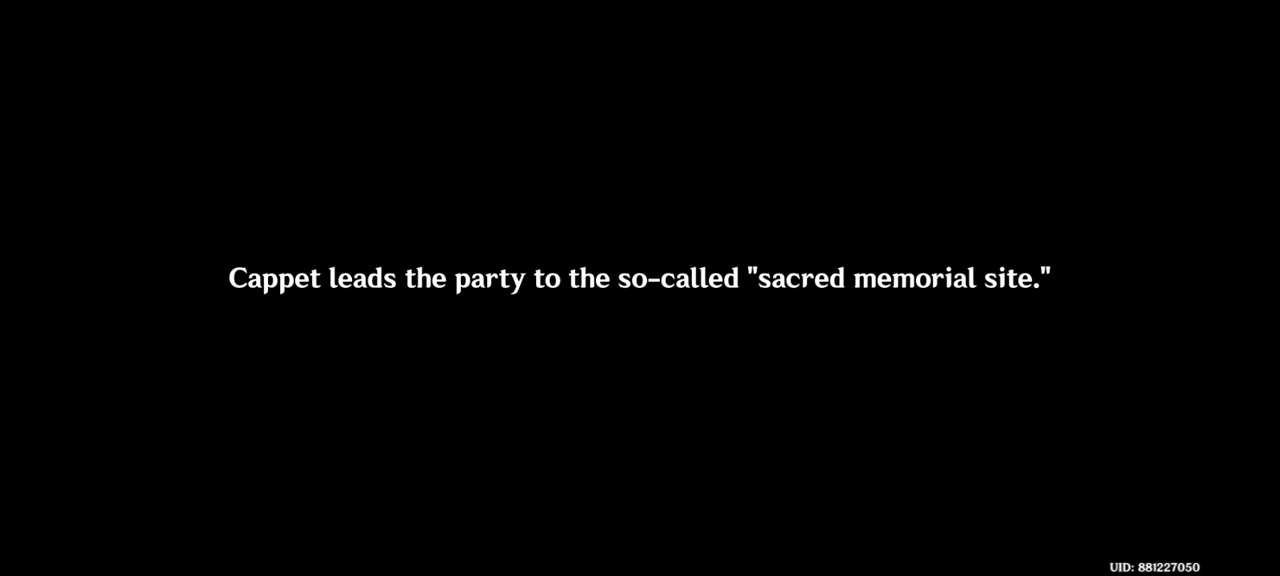 Cappet leads the party to the so-called "sacred memorial site."
UID: 881227050